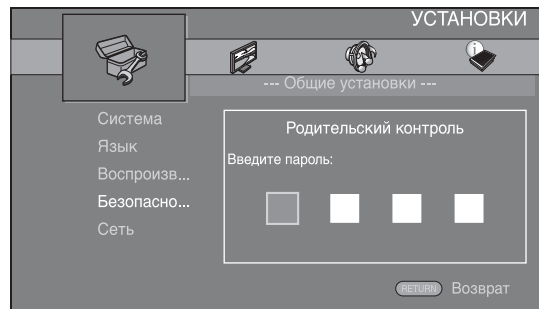 УСТАНОВКИ
--- Общие установки ---
Система
Язык
Воспроизв...
Безопасно...
Сеть
Родительский контроль
Введите пароль:
RETURN Возврат